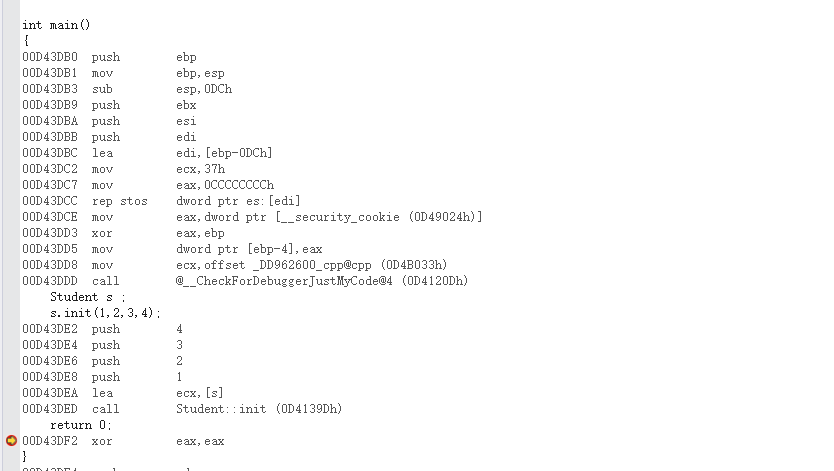 int main()
{
00D43DB0 push ebp
00D43DB1 mov ebp,esp
00D43DB3 sub esp,0DCh
00D43DB9 push ebx
00D43DBA push esi
00D43DBB push edi
00D43DBC lea edi,[ebp-0DCh]
00D43DC2 mov ecx,37h
00D43DC7 mov eax,0CCCCCCCCh
00D43DCC rep stos dword ptr es:[edi]
00D43DCE mov eax,dword ptr [__security_cookie (0D49024h)]
00D43DD3 xor eax,ebp
00D43DD5 mov dword ptr [ebp-4],eax
00D43DD8 mov ecx,offset _DD962600_cpp@cpp (0D4B033h)
00D43DDD call @__CheckForDebuggerJustMyCode@4 (0D4120Dh)
Student s ;
s.init(1,2,3,4);
00D43DE2 push 4
00D43DE4 push 3
00D43DE6 push 2
00D43DE8 push 1
00D43DEA lea ecx,[s]
00D43DED call Student::init (0D4139Dh)
return 0;
00D43DF2 xor eax,eax
}